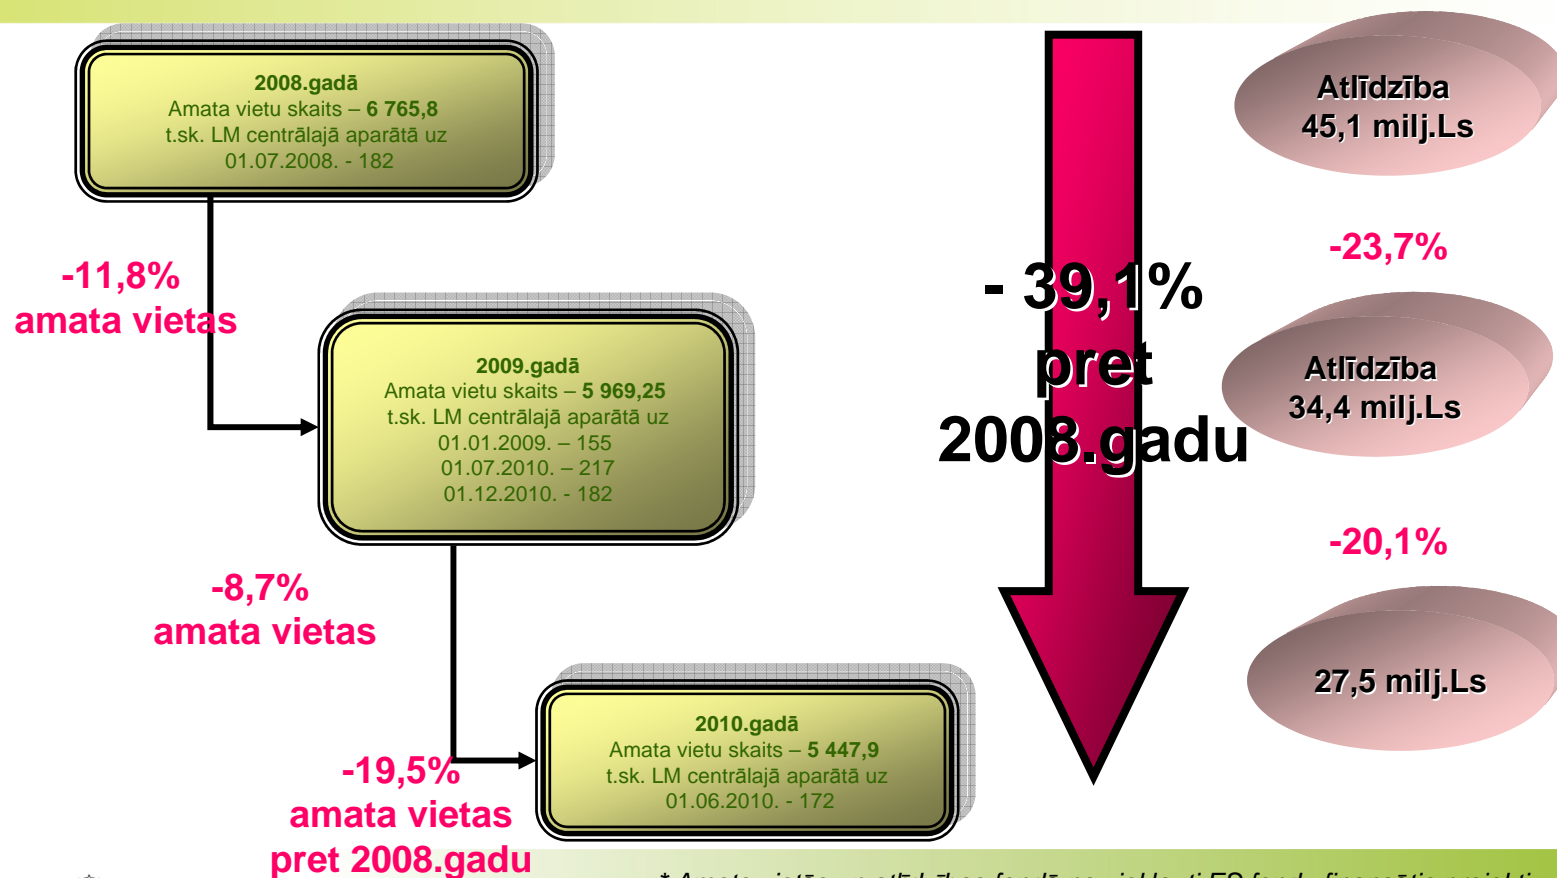 2008.gadā
Amata vietu skaits – 6 765,8
t.sk. LM centrālajā aparātā uz
01.07.2008. - 182
-11,8%
amata vietas
2009.gadā
Amata vietu skaits – 5 969,25
t.sk. LM centrālajā aparātā uz
01.01.2009. – 155
01.07.2010. – 217
01.12.2010. - 182
-8,7%
amata vietas
2010.gadā
Amata vietu skaits – 5 447,9
t.sk. LM centrālajā aparātā uz
01.06.2010. - 172
-19,5%
amata vietas
pret 2008.gadu
- 39,1%
pret
2008.gadu
Atlīdzība
45,1 milj.Ls
-23,7%
Atlīdzība
34,4 milj.Ls
-20,1%
27,5 milj.Ls